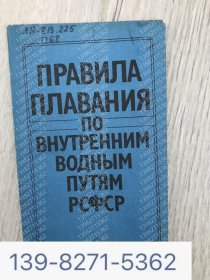 ПРАВИЛА
ПЛАВАНИЯ
ПО
ВНУТРЕННИМ
ВОДНЫМ
ПУТЯМ
РСФСР
139-8271-5362